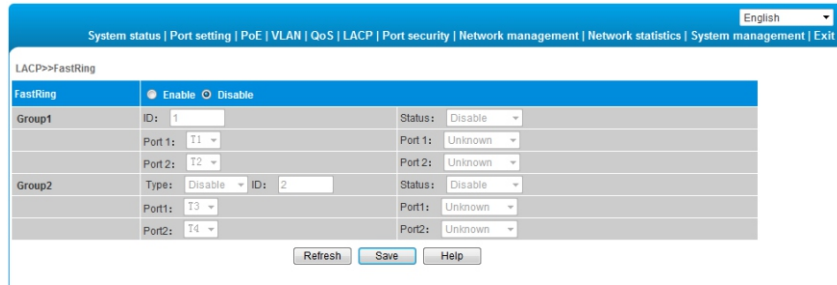 English
System status | Port setting | PoE | VLAN | QoS | LACP | Port security | Network management | Network statistics | System management | Exit
LACP>>FastRing
FastRing Enable Disable
Group1 ID: 1 Status: Disable
Port 1: T1 Port 1: Unknown
Port 2: T2 Port 2: Unknown
Group2 Type: Disable ID: 2 Status: Disable
Port1: T3 Port1: Unknown
Port2: T4 Port2: Unknown
Refresh Save Help